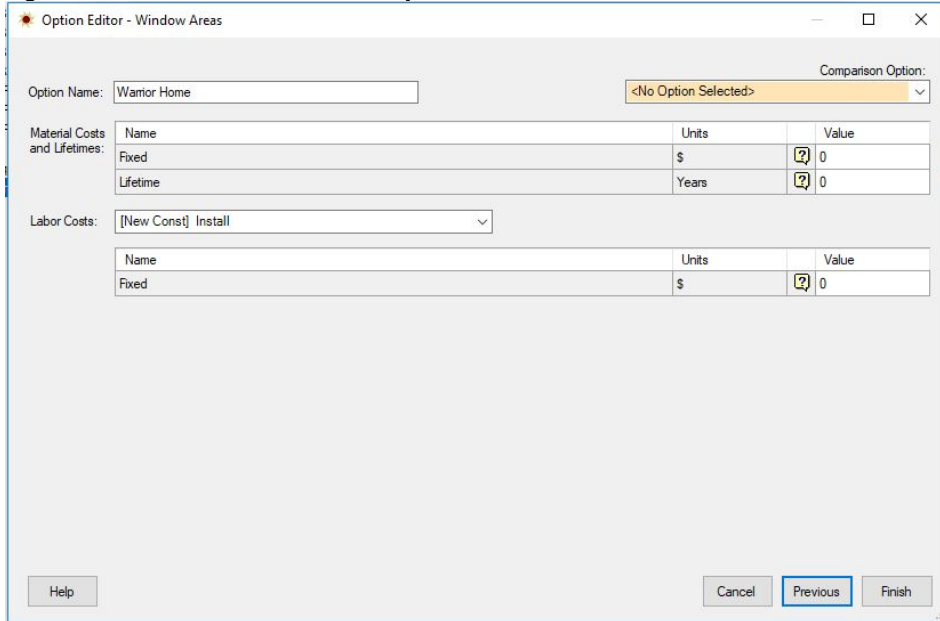 Option Editor - Window Areas
Comparison Option:
Option Name: Warrior Home <No Option Selected>
Material Costs and Lifetimes:
Name Units Value
Fixed $ ? 0
Lifetime Years ? 0
Labor Costs: [New Const] Install
Name Units Value
Fixed $ ? 0
Help Cancel Previous Finish